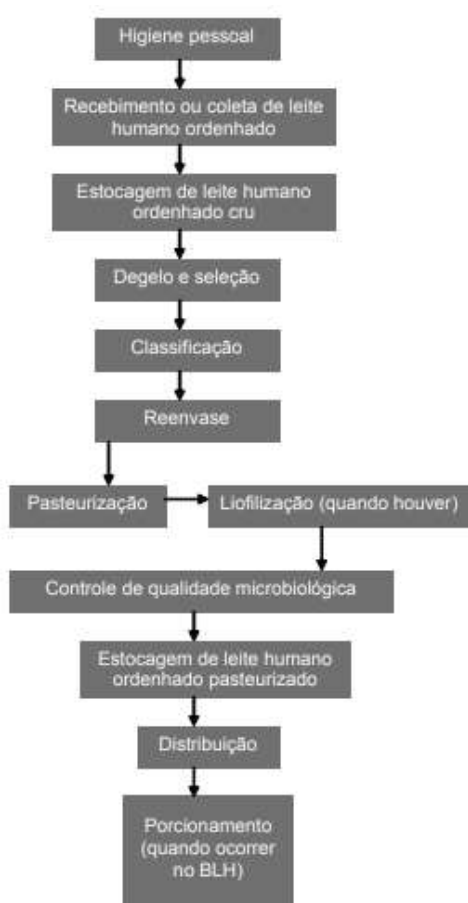 Higiene pessoal
Recebimento ou coleta de leite
humano ordenhado
Estocagem de leite humano
ordenhado cru
Degelo e seleção
Classificação
Reenvase
Pasteurização
Liofilização (quando houver)
Controle de qualidade microbiológica
Estocagem de leite humano
ordenhado pasteurizado
Distribuição
Porcionamento
(quando ocorrer
no BLH)